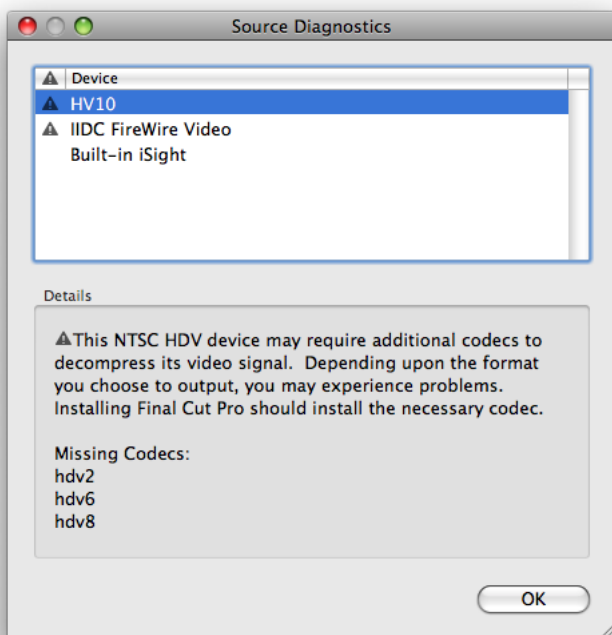 Source Diagnostics
Device
HV10
IIDC FireWire Video
Built-in iSight
Details
This NTSC HDV device may require additional codecs to
decompress its video signal.  Depending upon the format
you choose to output, you may experience problems.
Installing Final Cut Pro should install the necessary codec.
Missing Codecs:
hdv2
hdv6
hdv8
OK